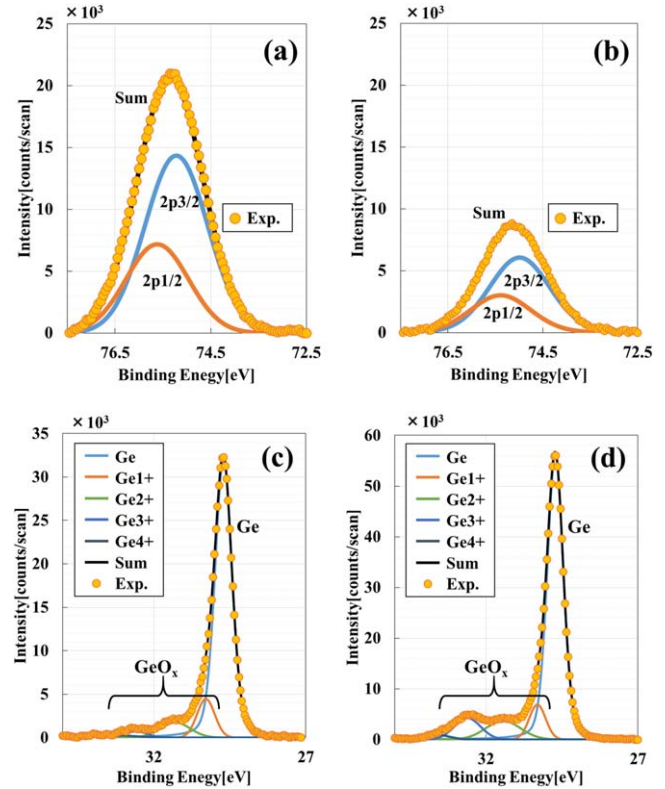 × 10³
25
20
15
10
5
0
Intensity[counts/scan]
(a)
Sum
2p3/2
Exp.
2p1/2
76.5 74.5 72.5
Binding Enegy[eV]
× 10³
25
20
15
10
5
0
Intensity[counts/scan]
(b)
Exp.
Sum
2p3/2
2p1/2
76.5 74.5 72.5
Binding Enegy[eV]
× 10³
35
30
25
20
15
10
5
0
Intensity[counts/scan]
Ge
Ge1+
Ge2+
Ge3+
Ge4+
Sum
Exp.
(c)
Ge
GeOₓ
32 27
Binding Enegy[eV]
× 10³
60
50
40
30
20
10
0
Intensity[counts/scan]
Ge
Ge1+
Ge2+
Ge3+
Ge4+
Sum
Exp.
(d)
Ge
GeOₓ
32 27
Binding Enegy[eV]